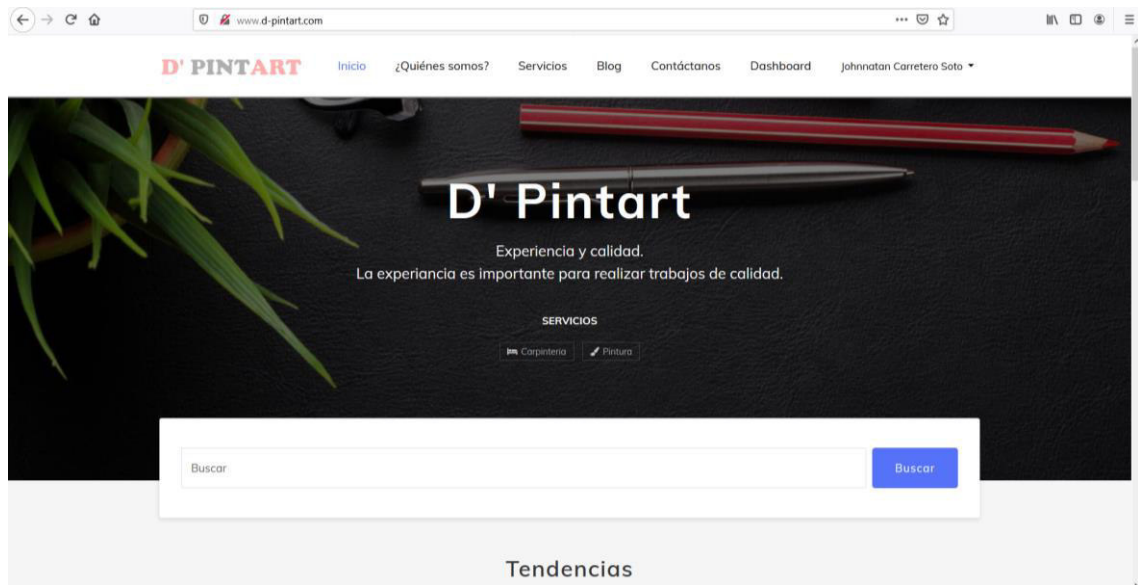 www.d-pintart.com
D' PINTART
Inicio ¿Quiénes somos? Servicios Blog Contáctanos Dashboard Johnnatan Carretero Soto
D' Pintart
Experiencia y calidad.
La experiancia es importante para realizar trabajos de calidad.
SERVICIOS
Carpinteria Pintura
Buscar Buscar
Tendencias